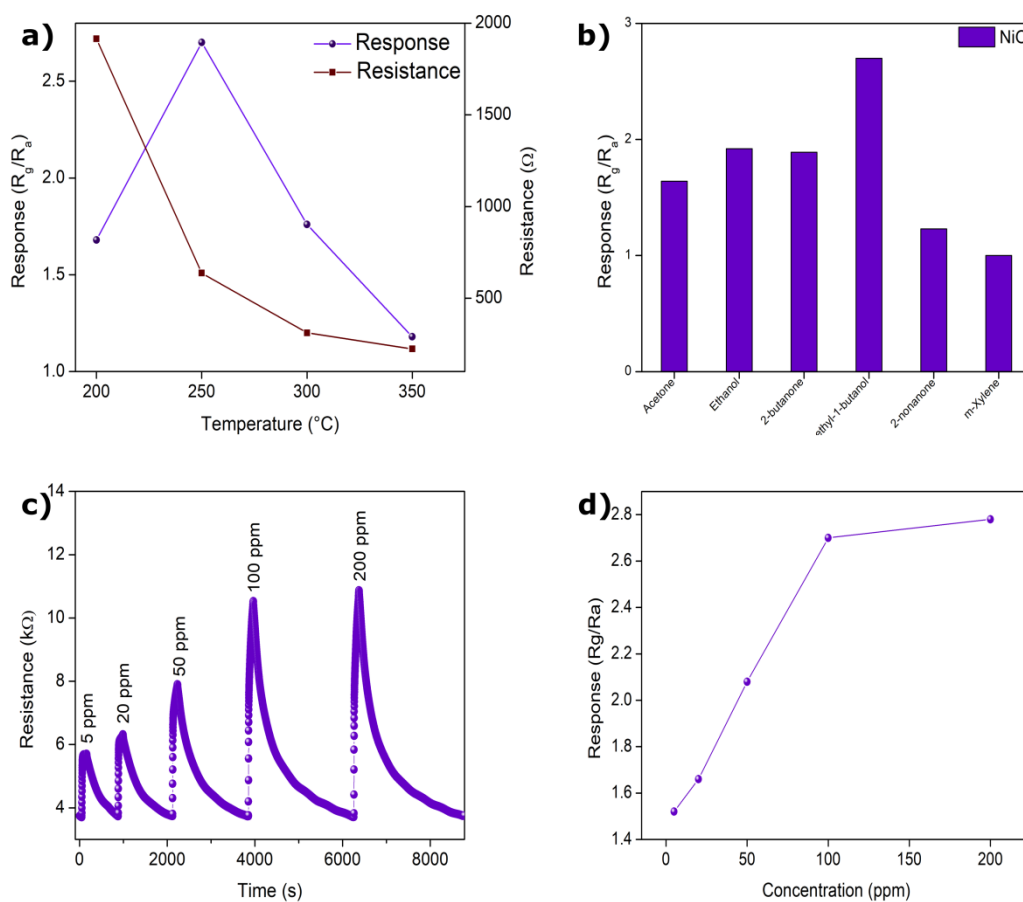 a)
Response
Resistance
Response (Rg/Ra)
2.5
2.0
1.5
1.0
2000
1500
1000
500
Resistance (Ω)
200 250 300 350
Temperature (°C)
b)
NiO
Response (Rg/Ra)
3
2
1
0
Acetone
Ethanol
2-butanone
ethyl-1-butanol
2-nonanone
m-Xylene
c)
Resistance (kΩ)
14
12
10
8
6
4
5 ppm
20 ppm
50 ppm
100 ppm
200 ppm
0 2000 4000 6000 8000
Time (s)
d)
Response (Rg/Ra)
2.8
2.6
2.4
2.2
2.0
1.8
1.6
1.4
0 50 100 150 200
Concentration (ppm)